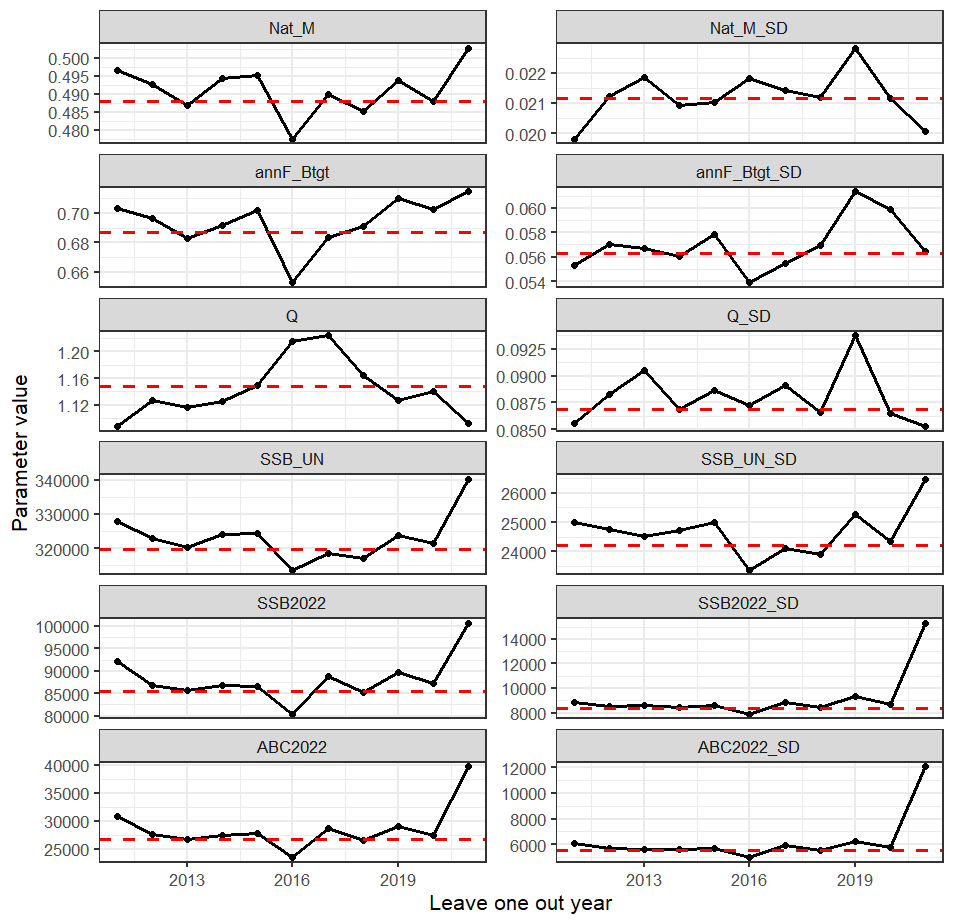 Nat_M
Nat_M_SD
0.500
0.495
0.490
0.485
0.480
0.022
0.021
0.020
annF_Btgt
annF_Btgt_SD
0.70
0.68
0.66
0.060
0.058
0.056
0.054
Q
Q_SD
1.20
1.16
1.12
0.0925
0.0900
0.0875
0.0850
Parameter value
SSB_UN
SSB_UN_SD
340000
330000
320000
26000
25000
24000
SSB2022
SSB2022_SD
100000
95000
90000
85000
80000
14000
12000
10000
8000
ABC2022
ABC2022_SD
40000
35000
30000
25000
12000
10000
8000
6000
2013 2016 2019
2013 2016 2019
Leave one out year